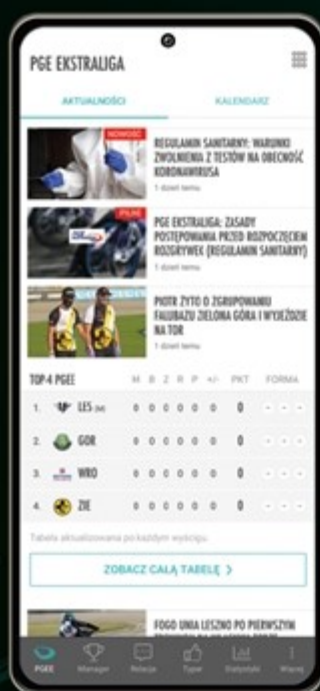 PGE EKSTRALIGA
AKTUALNOŚCI
KALENDARZ
NOWOŚĆ
REGULAMIN SANITARNY: WARUNKI
ZWOLNIENIA Z TESTÓW NA OBECNOŚĆ
KORONAWIRUSA
1 dzień temu
PILNE
PGE EKSTRALIGA: ZASADY
POSTĘPOWANIA PRZED ROZPOCZĘCIEM
ROZGRYWEK (REGULAMIN SANITARNY)
1 dzień temu
PIOTR ŻYTO O ZGRUPOWANIU
FALUBAZU ZIELONA GÓRA I WYJEŹDZIE
NA TOR
1 dzień temu
TOP-4 PGEE M B Z R P +/- PKT FORMA
1. LES (M) 0 0 0 0 0 0 0 - - -
2. GOR 0 0 0 0 0 0 0 - - -
3. WRO 0 0 0 0 0 0 0 - - -
4. ZIE 0 0 0 0 0 0 0 - - -
Tabela aktualizowana po każdym wyścigu.
ZOBACZ CAŁĄ TABELĘ >
FOGO UNIA LESZNO PO PIERWSZYM
PGEE Manager Relacje Typer Statystyki Więcej